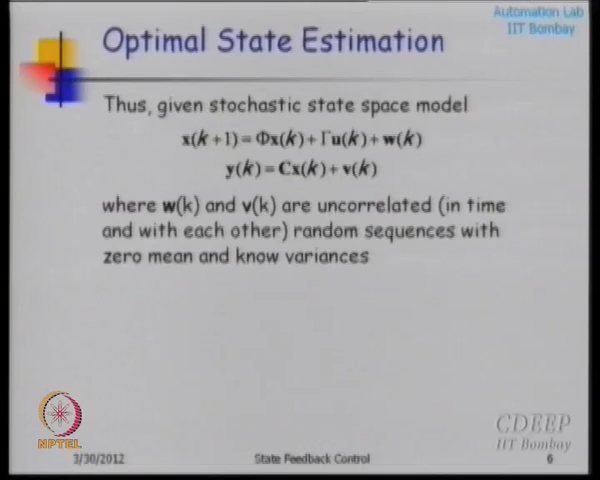 Automation Lab
IIT Bombay
Optimal State Estimation
Thus, given stochastic state space model
x(k+1) = Φx(k) + Γu(k) + w(k)
y(k) = Cx(k) + v(k)
where w(k) and v(k) are uncorrelated (in time
and with each other) random sequences with
zero mean and know variances
NPTEL
CDEEP
IIT Bombay
3/30/2012 State Feedback Control 6